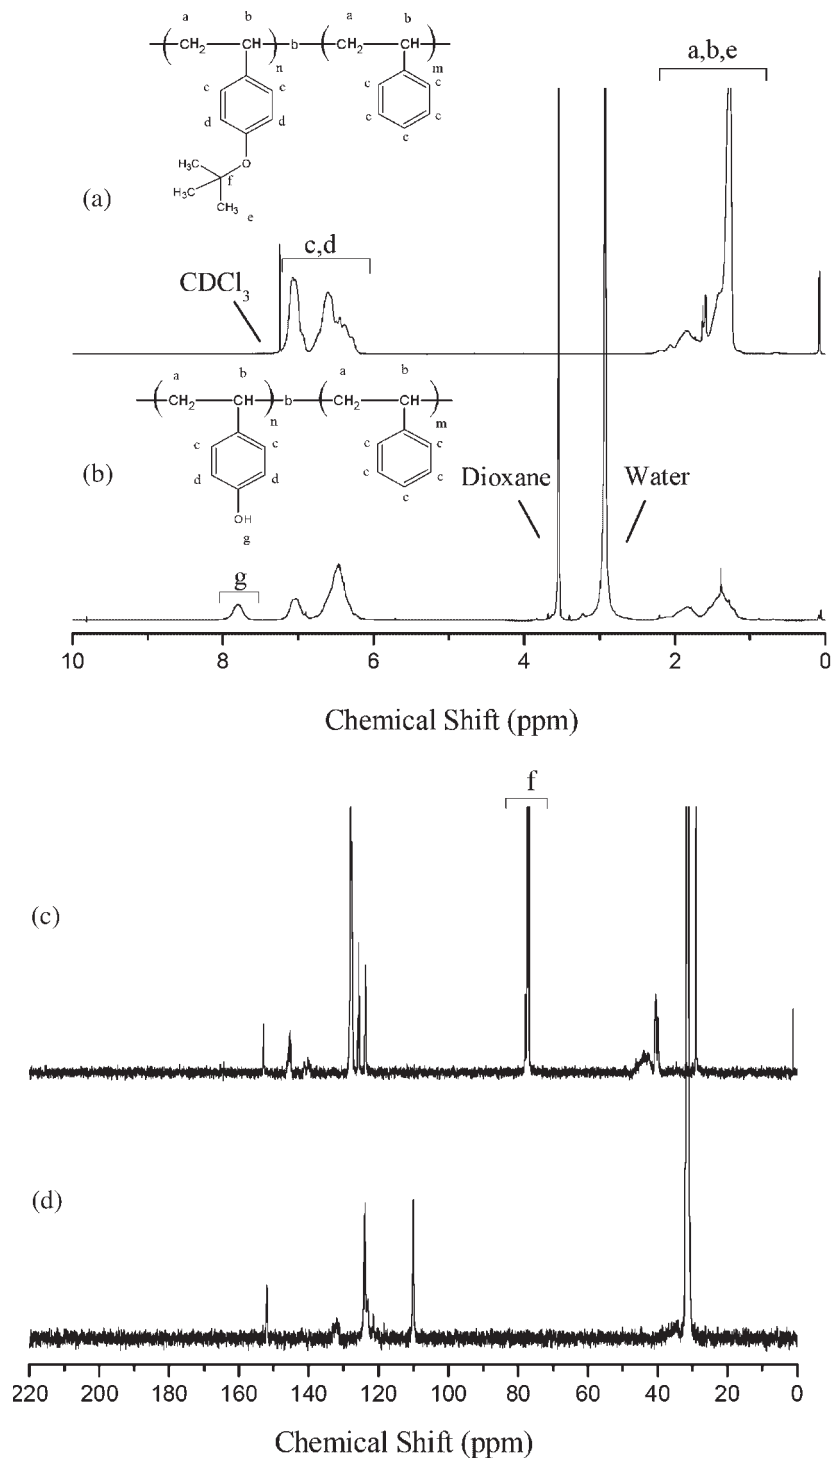 a b a b
CH₂ CH b CH₂ CH
n m
c c c c
d d c c
c
O
H₃C
f
H₃C
CH₃
e
a,b,e
(a)
c,d
CDCl₃
a b a b
CH₂ CH b CH₂ CH
n m
c c c c
d d c c
c
OH
g
(b)
Dioxane Water
g
10 8 6 4 2 0
Chemical Shift (ppm)
f
(c)
(d)
220 200 180 160 140 120 100 80 60 40 20 0
Chemical Shift (ppm)